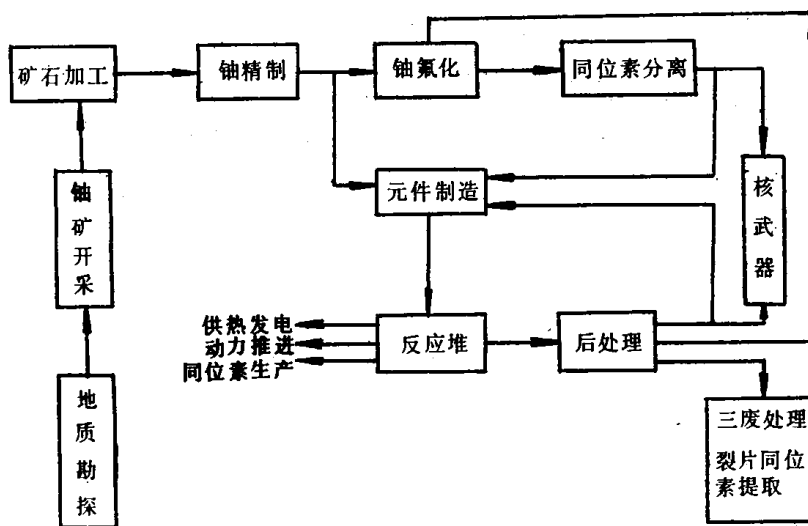 矿石加工
铀精制
铀氟化
同位素分离
铀矿开采
元件制造
核武器
供热发电
动力推进
同位素生产
反应堆
后处理
地质勘探
三废处理
裂片同位
素提取